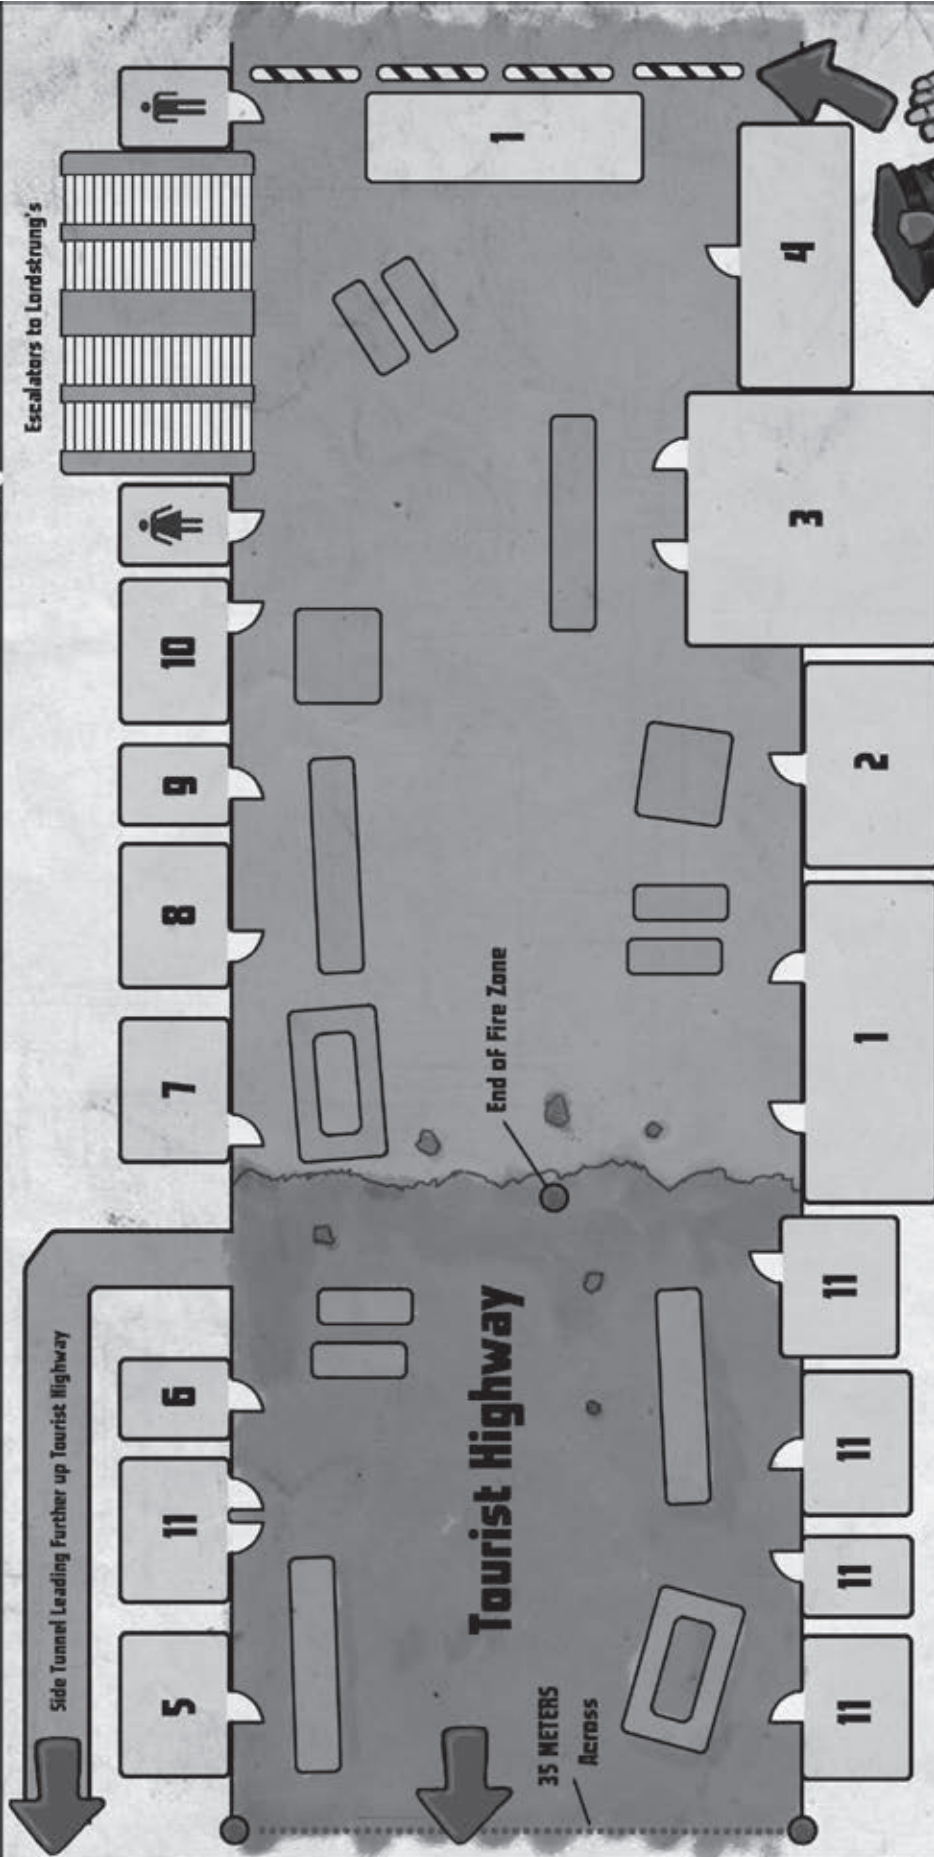 Escalators to Lordstrung's
1
4
3
10
9
2
8
7
1
End of Fire Zone
11
Side Tunnel Leading Further up Tourist Highway
6
Tourist Highway
11
11
11
5
11
35 METERS
Across